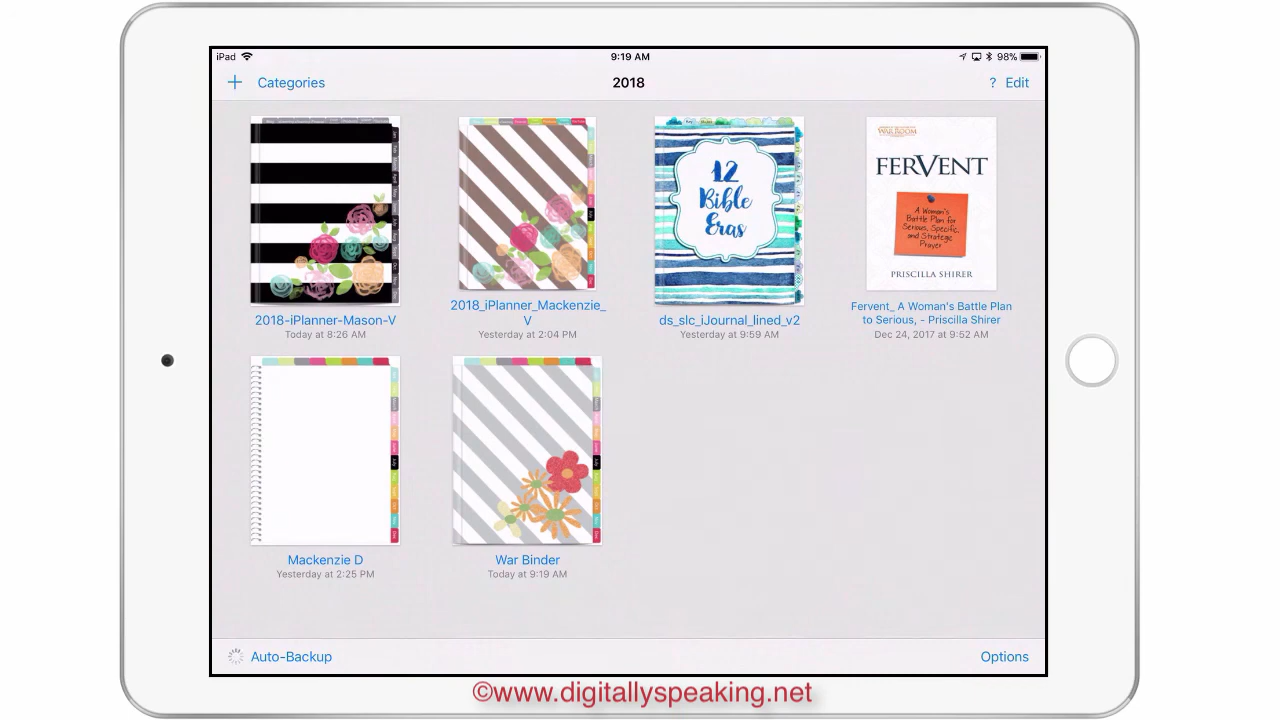 iPad
9:19 AM
98%
+ Categories
2018
? Edit
12
Bible
Eras
WAR ROOM
FERVENT
A Woman's
Battle Plan for
Serious, Specific,
and Strategic
Prayer
PRISCILLA SHIRER
2018-iPlanner-Mason-V
Today at 8:26 AM
2018_iPlanner_Mackenzie_
V
Yesterday at 2:04 PM
ds_slc_iJournal_lined_v2
Yesterday at 9:59 AM
Fervent_ A Woman's Battle Plan
to Serious, - Priscilla Shirer
Dec 24, 2017 at 9:52 AM
Mackenzie D
Yesterday at 2:25 PM
War Binder
Today at 9:19 AM
Auto-Backup
Options
©www.digitallyspeaking.net